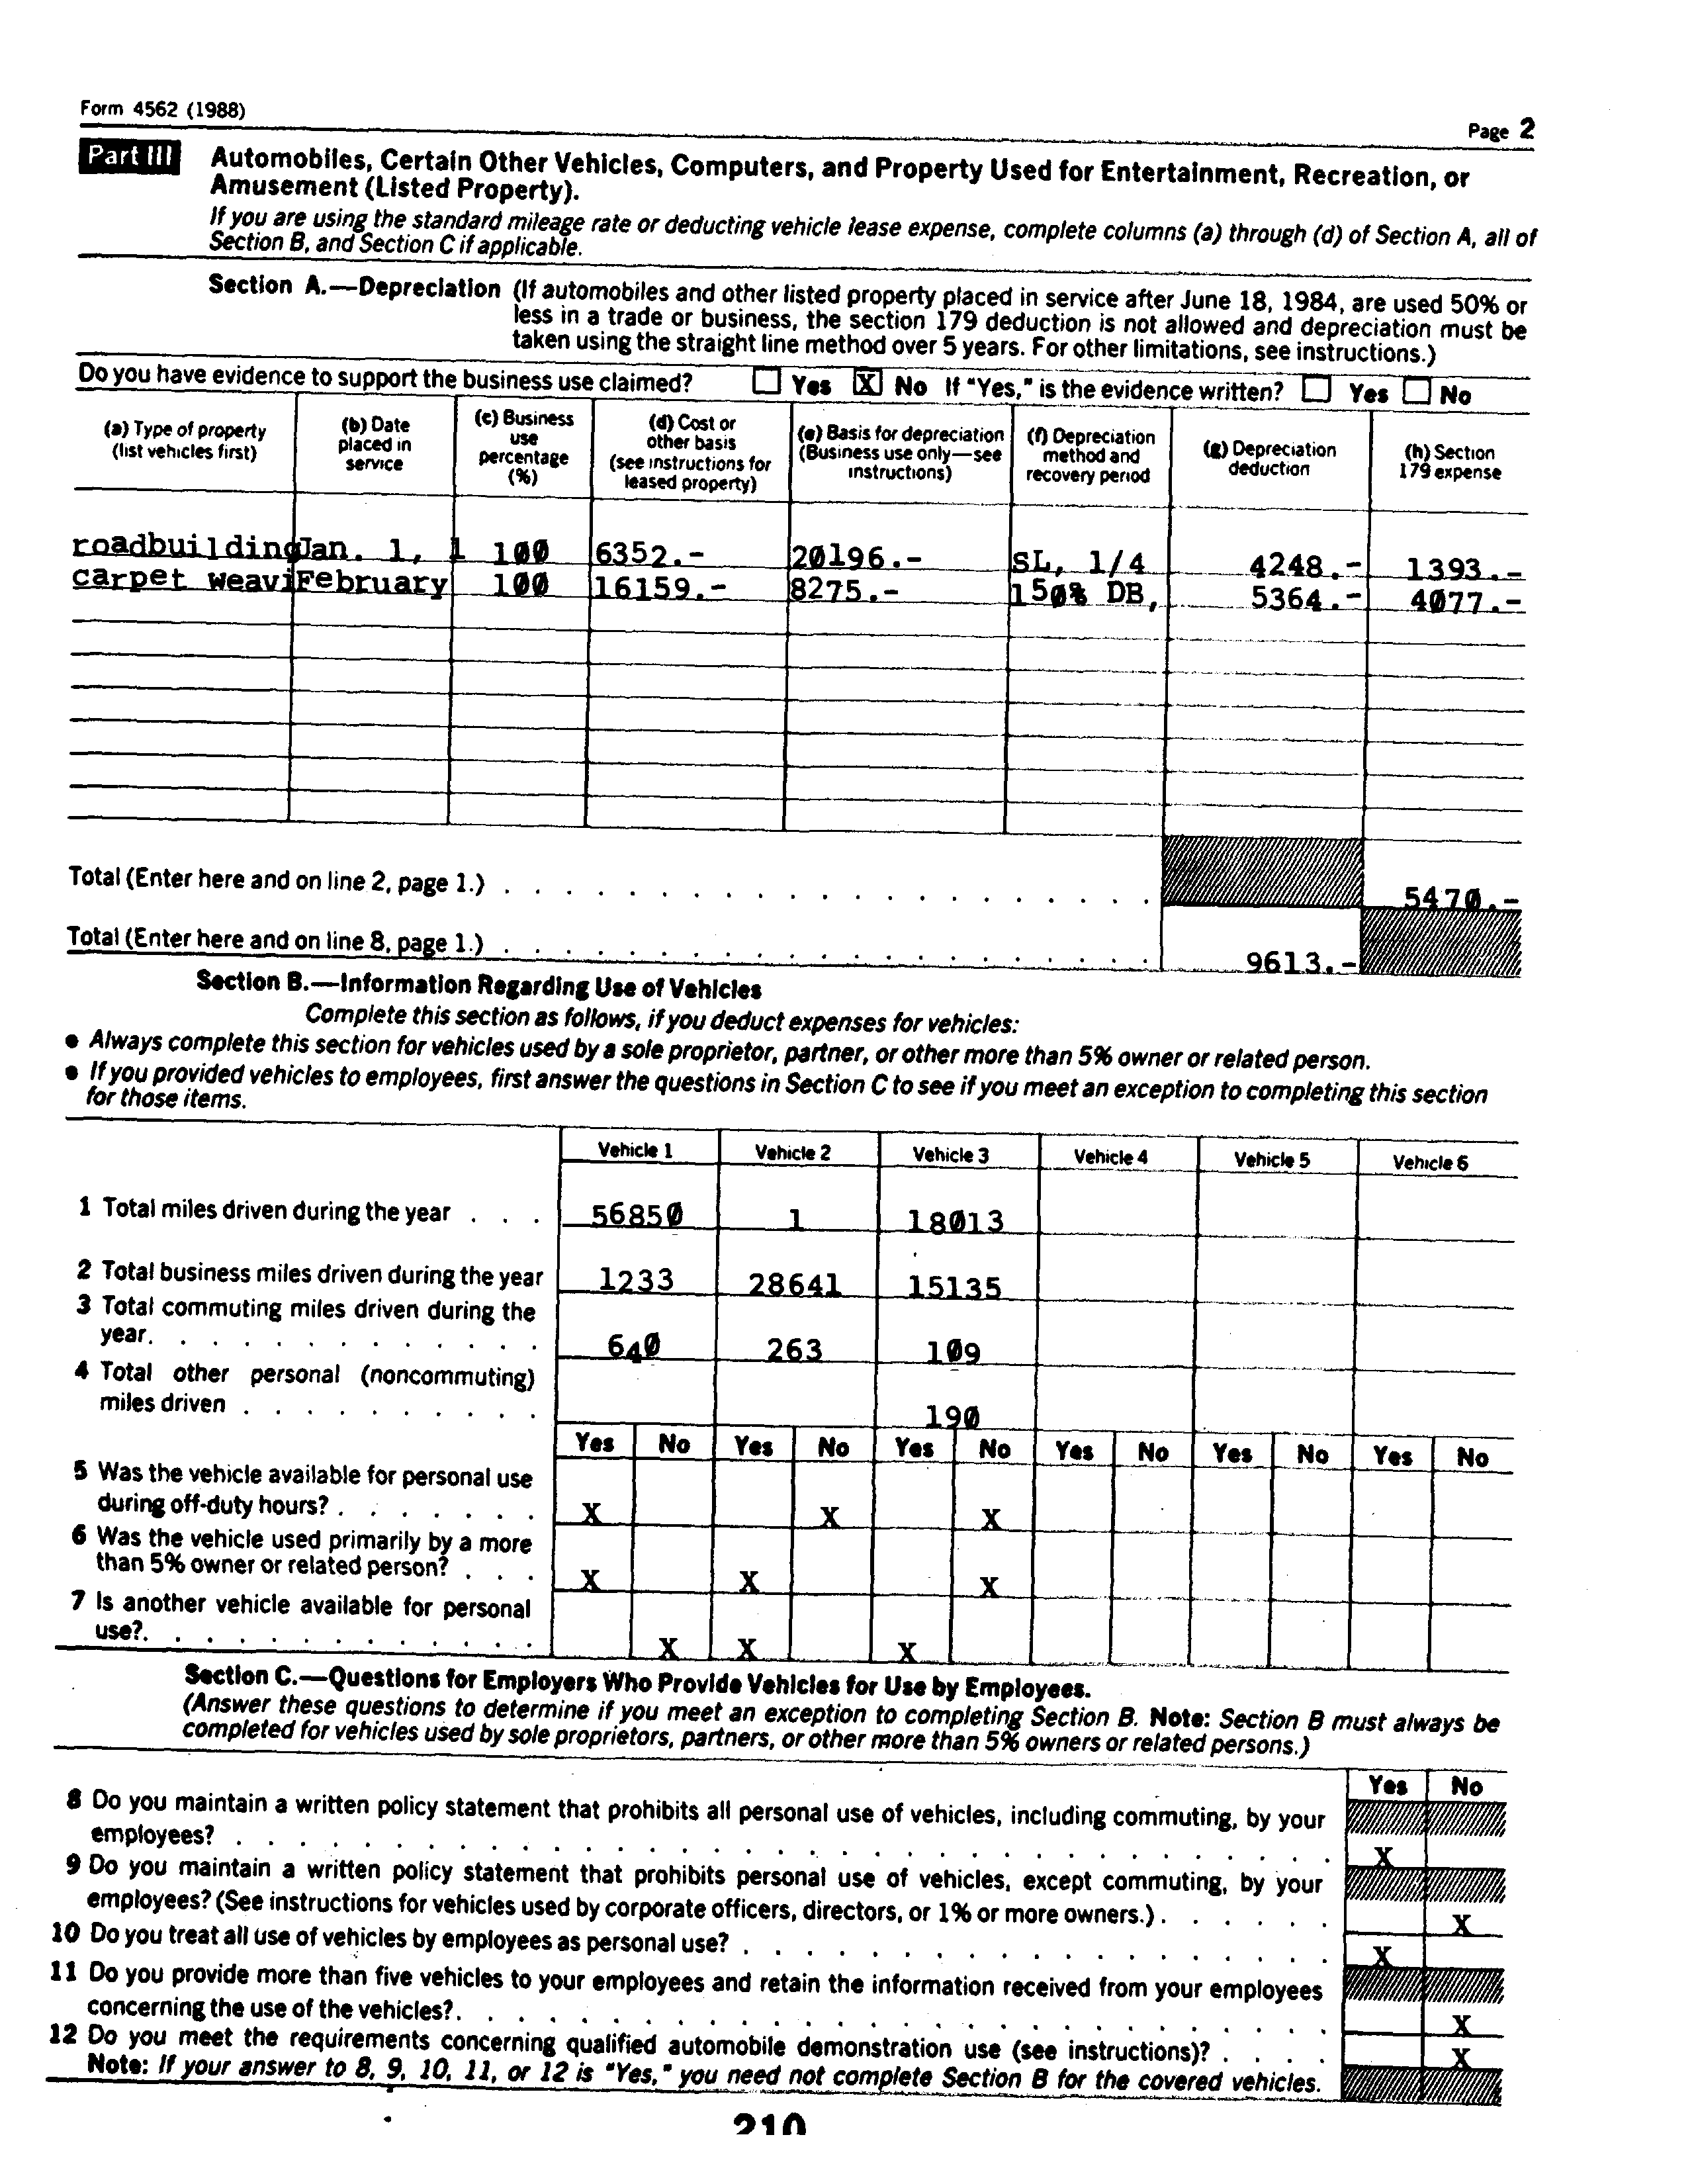 Form 4562 (1988)
Page 2
Part III Automobiles, Certain Other Vehicles, Computers, and Property Used for Entertainment, Recreation, or
Amusement (Listed Property).
If you are using the standard mileage rate or deducting vehicle lease expense, complete columns (a) through (d) of Section A, all of
Section B, and Section C if applicable.
Section A.—Depreciation (If automobiles and other listed property placed in service after June 18, 1984, are used 50% or
less in a trade or business, the section 179 deduction is not allowed and depreciation must be
taken using the straight line method over 5 years. For other limitations, see instructions.)
Do you have evidence to support the business use claimed? Yes X No If "Yes," is the evidence written? Yes No
(a) Type of property
(list vehicles first)
(b) Date
placed in
service
(c) Business
use
percentage
(%)
(d) Cost or
other basis
(see instructions for
leased property)
(e) Basis for depreciation
(Business use only—see
instructions)
(f) Depreciation
method and
recovery period
(g) Depreciation
deduction
(h) Section
179 expense
roadbuilding Jan. 1, 1 100 6352.- 20196.- SL, 1/4 4248.- 1393.-
carpet weavi February 100 16159.- 8275.- 150% DB, 5364.- 4077.-
Total (Enter here and on line 2, page 1.) . . . . . . . . . . . . . . . . . . . . 5470.-
Total (Enter here and on line 8, page 1.) . . . . . . . . . . . . . . . . . . . . 9613.-
Section B.—Information Regarding Use of Vehicles
Complete this section as follows, if you deduct expenses for vehicles:
● Always complete this section for vehicles used by a sole proprietor, partner, or other more than 5% owner or related person.
● If you provided vehicles to employees, first answer the questions in Section C to see if you meet an exception to completing this section
for those items.
Vehicle 1 Vehicle 2 Vehicle 3 Vehicle 4 Vehicle 5 Vehicle 6
1 Total miles driven during the year . . . 56850 1 18013
2 Total business miles driven during the year 1233 28641 15135
3 Total commuting miles driven during the
year. . . . . . . . . . . . . 640 263 109
4 Total other personal (noncommuting)
miles driven . . . . . . . . . . 190
Yes No Yes No Yes No Yes No Yes No Yes No
5 Was the vehicle available for personal use
during off-duty hours? . . . . . . . X X X
6 Was the vehicle used primarily by a more
than 5% owner or related person? . . . X X X
7 Is another vehicle available for personal
use?. . . . . . . . . . . . . X X X
Section C.—Questions for Employers Who Provide Vehicles for Use by Employees.
(Answer these questions to determine if you meet an exception to completing Section B. Note: Section B must always be
completed for vehicles used by sole proprietors, partners, or other more than 5% owners or related persons.)
Yes No
8 Do you maintain a written policy statement that prohibits all personal use of vehicles, including commuting, by your
employees? . . . . . . . . . . . . . . . . . . . . . . . . . . . . . . . . . . X
9 Do you maintain a written policy statement that prohibits personal use of vehicles, except commuting, by your
employees? (See instructions for vehicles used by corporate officers, directors, or 1% or more owners.) . . . . . . X
10 Do you treat all use of vehicles by employees as personal use? . . . . . . . . . . . . . . . . . . . X
11 Do you provide more than five vehicles to your employees and retain the information received from your employees
concerning the use of the vehicles?. . . . . . . . . . . . . . . . . . . . . . . . . . . . X
12 Do you meet the requirements concerning qualified automobile demonstration use (see instructions)? . . . . X
Note: If your answer to 8, 9, 10, 11, or 12 is "Yes," you need not complete Section B for the covered vehicles.
210